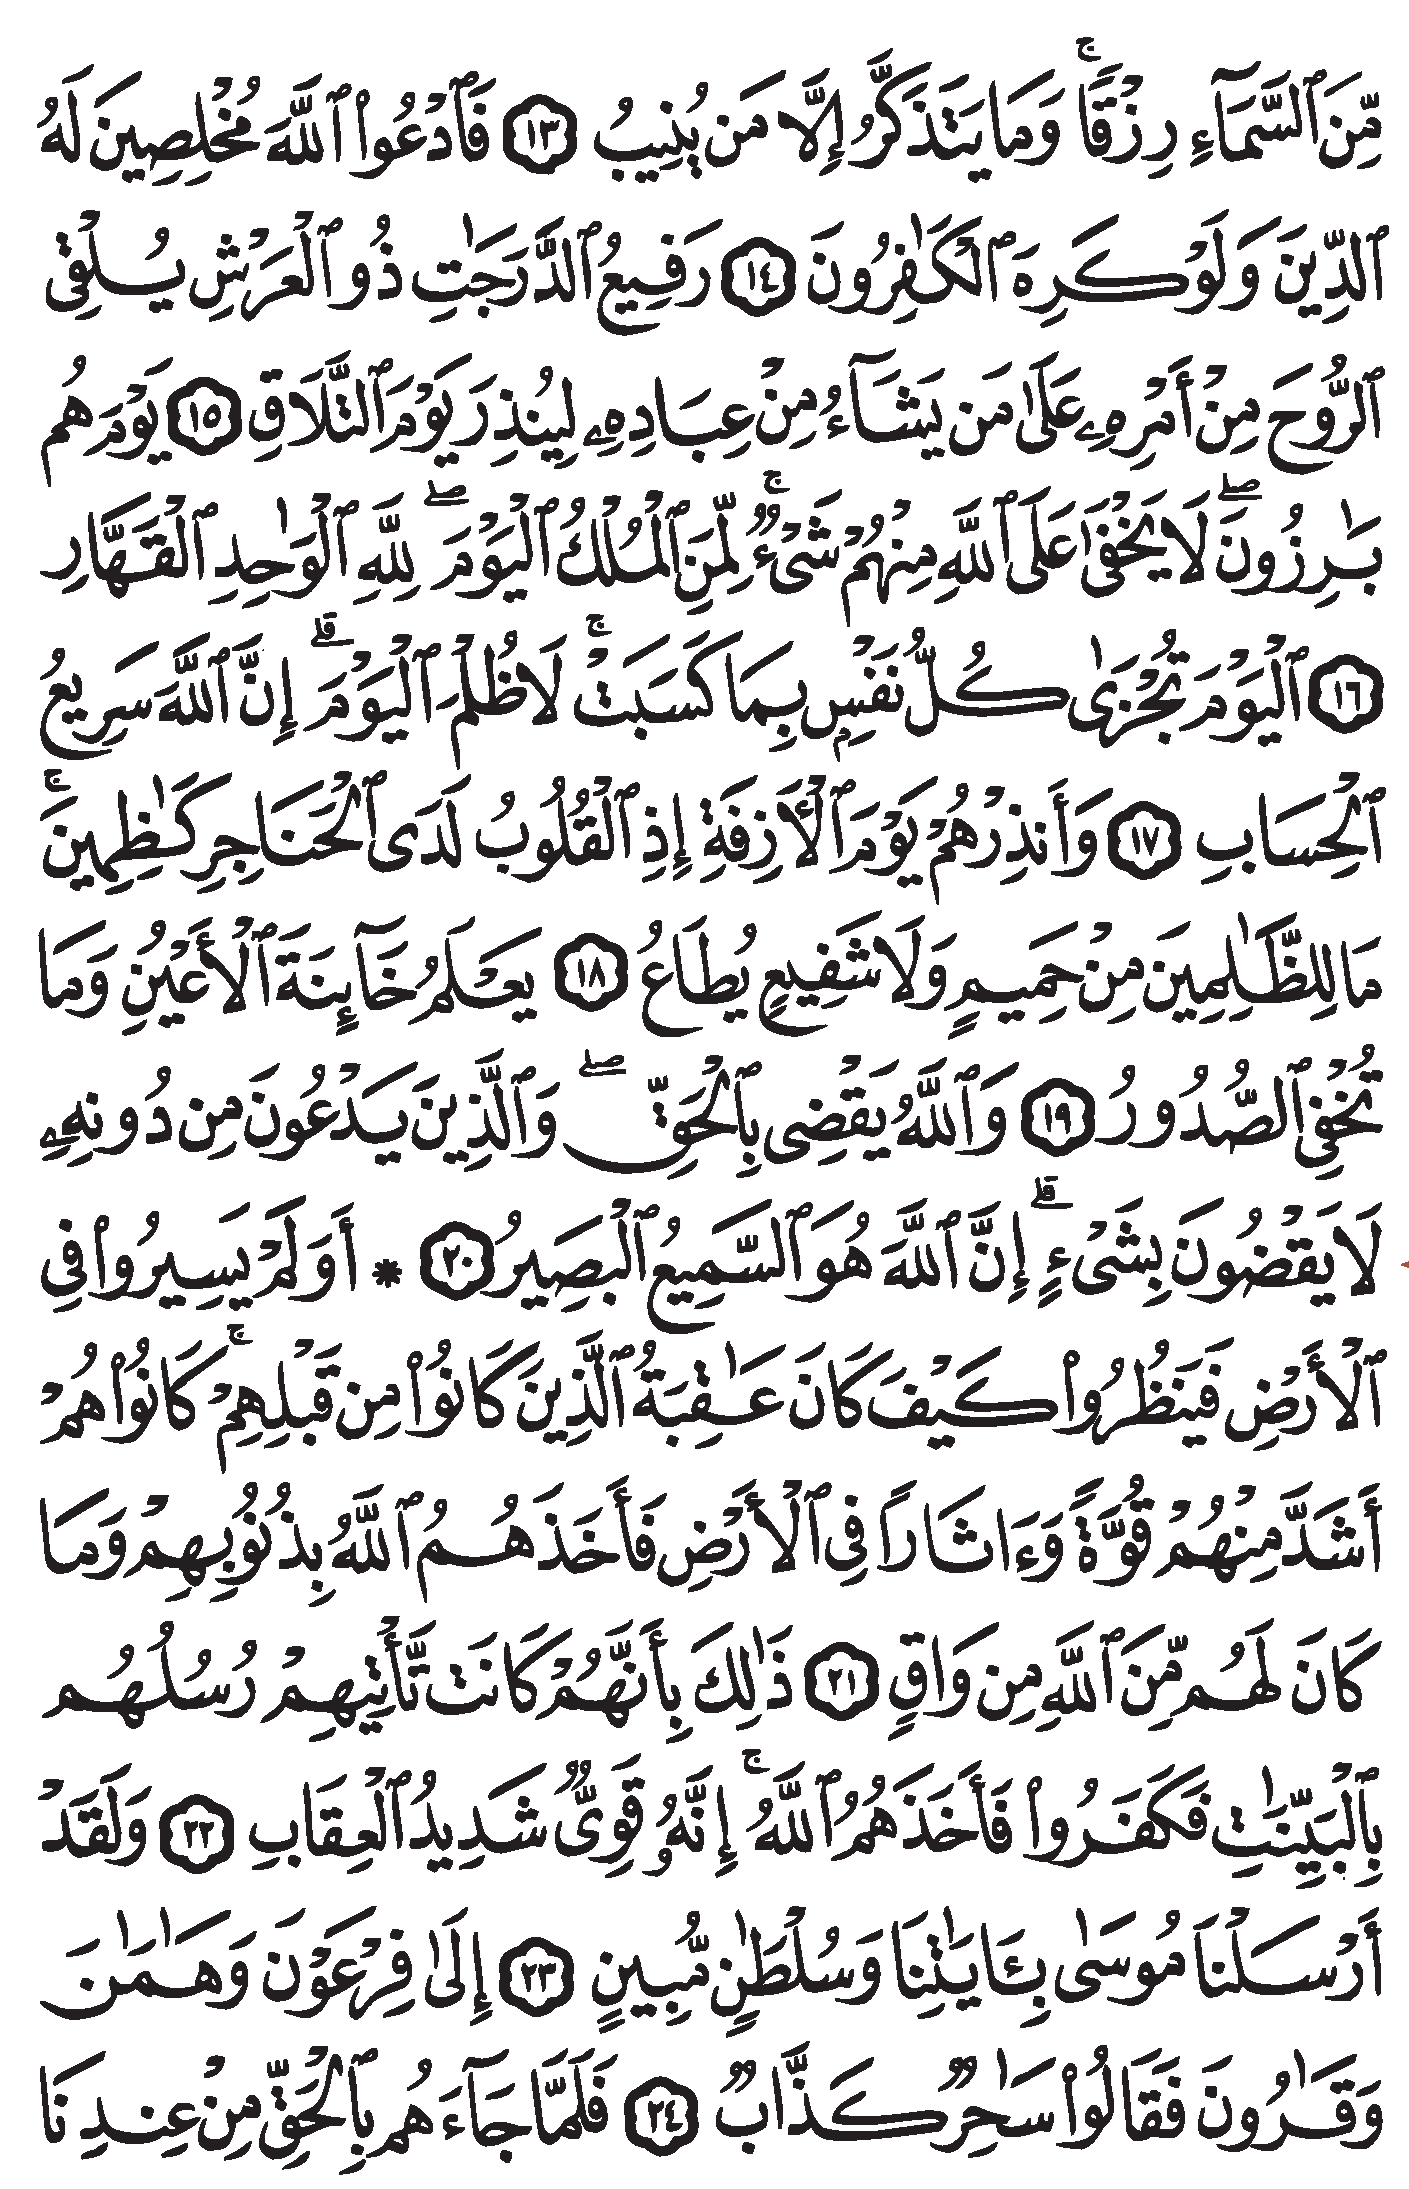 مِّنَ ٱلسَّمَآءِ رِزْقًاۚ وَمَا يَتَذَكَّرُ إِلَّا مَن يُنِيبُ ١٣ فَٱدْعُوا۟ ٱللَّهَ مُخْلِصِينَ لَهُ
ٱلدِّينَ وَلَوْ كَرِهَ ٱلْكَٰفِرُونَ ١٤ رَفِيعُ ٱلدَّرَجَٰتِ ذُو ٱلْعَرْشِ يُلْقِى
ٱلرُّوحَ مِنْ أَمْرِهِۦ عَلَىٰ مَن يَشَآءُ مِنْ عِبَادِهِۦ لِيُنذِرَ يَوْمَ ٱلتَّلَاقِ ١٥ يَوْمَ هُم
بَٰرِزُونَۖ لَا يَخْفَىٰ عَلَى ٱللَّهِ مِنْهُمْ شَىْءٌۚ لِّمَنِ ٱلْمُلْكُ ٱلْيَوْمَۖ لِلَّهِ ٱلْوَٰحِدِ ٱلْقَهَّارِ
١٦ ٱلْيَوْمَ تُجْزَىٰ كُلُّ نَفْسٍۭ بِمَا كَسَبَتْۚ لَا ظُلْمَ ٱلْيَوْمَۗ إِنَّ ٱللَّهَ سَرِيعُ
ٱلْحِسَابِ ١٧ وَأَنذِرْهُمْ يَوْمَ ٱلْأَزِفَةِ إِذِ ٱلْقُلُوبُ لَدَى ٱلْحَنَاجِرِ كَٰظِمِينَۚ
مَا لِلظَّٰلِمِينَ مِنْ حَمِيمٍ وَلَا شَفِيعٍ يُطَاعُ ١٨ يَعْلَمُ خَآئِنَةَ ٱلْأَعْيُنِ وَمَا
تُخْفِى ٱلصُّدُورُ ١٩ وَٱللَّهُ يَقْضِى بِٱلْحَقِّۖ وَٱلَّذِينَ يَدْعُونَ مِن دُونِهِۦ
لَا يَقْضُونَ بِشَىْءٍۗ إِنَّ ٱللَّهَ هُوَ ٱلسَّمِيعُ ٱلْبَصِيرُ ٢٠ * أَوَلَمْ يَسِيرُوا۟ فِى
ٱلْأَرْضِ فَيَنظُرُوا۟ كَيْفَ كَانَ عَٰقِبَةُ ٱلَّذِينَ كَانُوا۟ مِن قَبْلِهِمْۚ كَانُوا۟ هُمْ
أَشَدَّ مِنْهُمْ قُوَّةً وَءَاثَارًا فِى ٱلْأَرْضِ فَأَخَذَهُمُ ٱللَّهُ بِذُنُوبِهِمْ وَمَا
كَانَ لَهُم مِّنَ ٱللَّهِ مِن وَاقٍ ٢١ ذَٰلِكَ بِأَنَّهُمْ كَانَت تَّأْتِيهِمْ رُسُلُهُم
بِٱلْبَيِّنَٰتِ فَكَفَرُوا۟ فَأَخَذَهُمُ ٱللَّهُۚ إِنَّهُۥ قَوِىٌّ شَدِيدُ ٱلْعِقَابِ ٢٢ وَلَقَدْ
أَرْسَلْنَا مُوسَىٰ بِـَٔايَٰتِنَا وَسُلْطَٰنٍ مُّبِينٍ ٢٣ إِلَىٰ فِرْعَوْنَ وَهَٰمَٰنَ
وَقَٰرُونَ فَقَالُوا۟ سَٰحِرٌ كَذَّابٌ ٢٤ فَلَمَّا جَآءَهُم بِٱلْحَقِّ مِنْ عِندِنَا